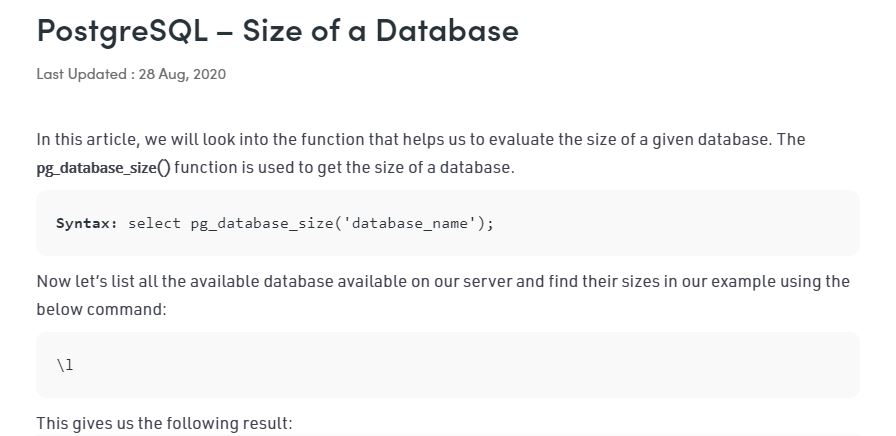 PostgreSQL – Size of a Database
Last Updated : 28 Aug, 2020
In this article, we will look into the function that helps us to evaluate the size of a given database. The
pg_database_size() function is used to get the size of a database.
Syntax: select pg_database_size('database_name');
Now let’s list all the available database available on our server and find their sizes in our example using the
below command:
\l
This gives us the following result: